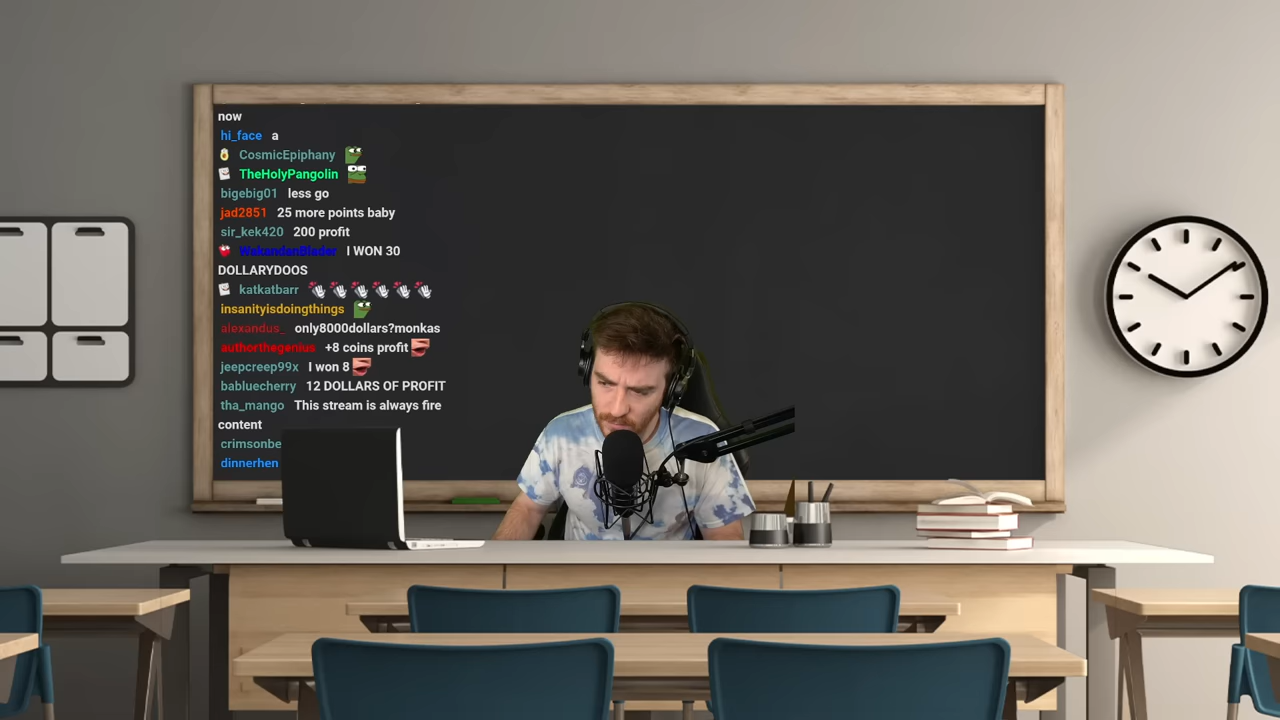 now
hi_face a
CosmicEpiphany
TheHolyPangolin
bigebig01 less go
jad2851 25 more points baby
sir_kek420 200 profit
WakandanBlader I WON 30
DOLLARYDOOS
katkatbarr
insanityisdoingthings
alexandus_ only8000dollars?monkas
authorthegenius +8 coins profit
jeepcreep99x I won 8
babluecherry 12 DOLLARS OF PROFIT
tha_mango This stream is always fire
content
crimsonbe
dinnerhen